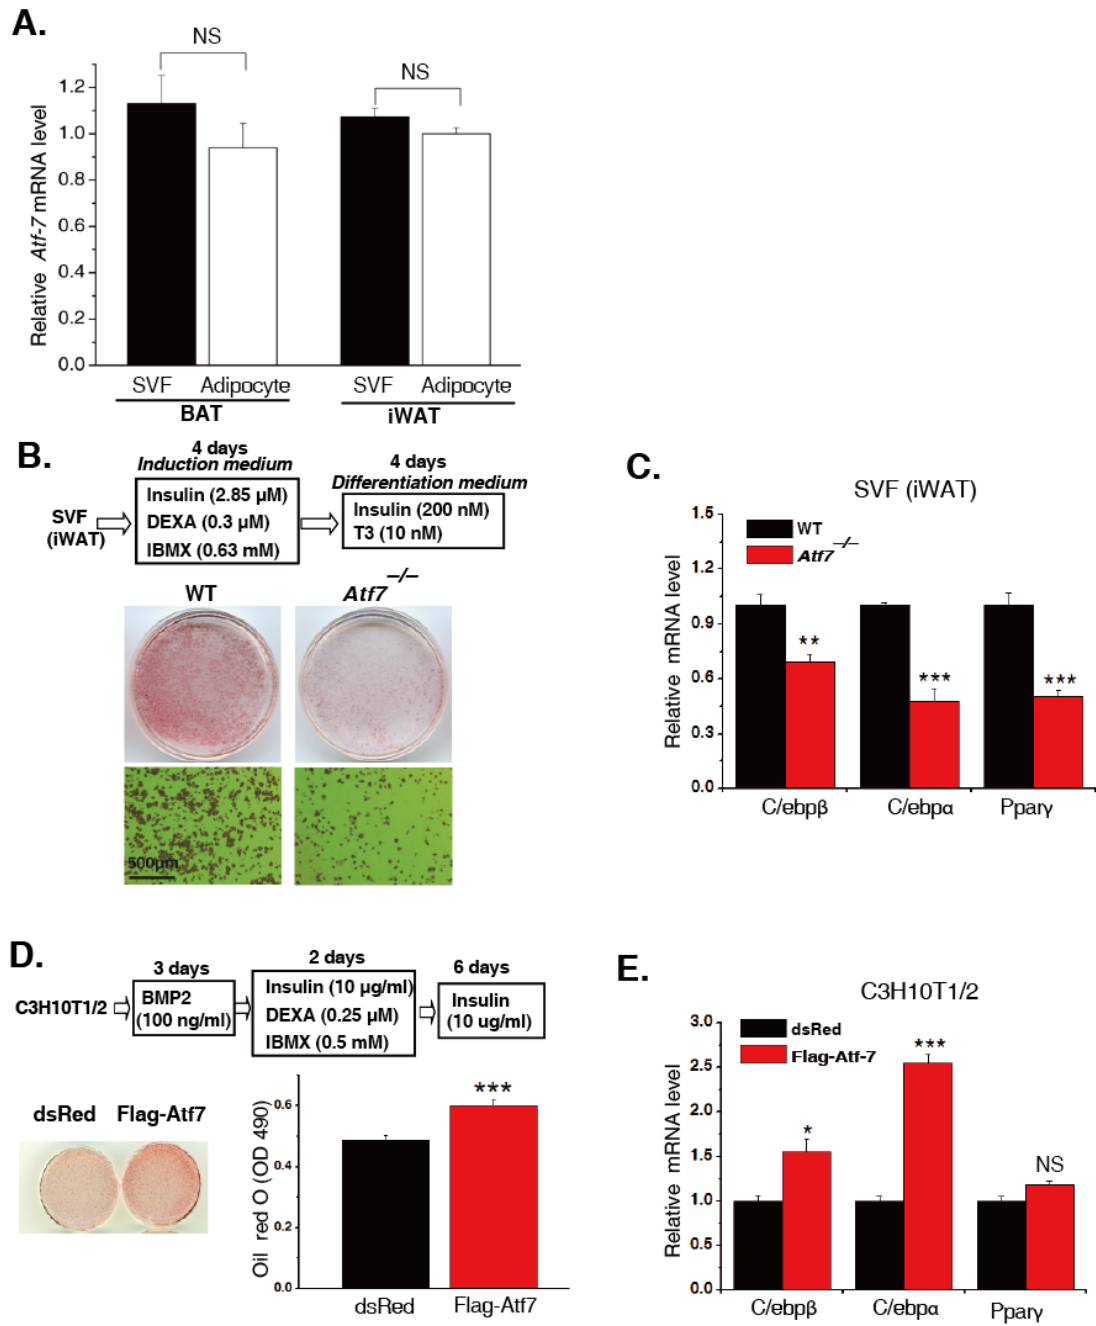 A.
NS
NS
Relative Atf-7 mRNA level
1.2
1.0
0.8
0.6
0.4
0.2
0.0
SVF Adipocyte SVF Adipocyte
BAT iWAT
B.
4 days
Induction medium
SVF
(iWAT)
Insulin (2.85 µM)
DEXA (0.3 µM)
IBMX (0.63 mM)
4 days
Differentiation medium
Insulin (200 nM)
T3 (10 nM)
WT Atf7–/–
500µm
C.
SVF (iWAT)
Relative mRNA level
1.5
1.2
0.9
0.6
0.3
0.0
WT
Atf7–/–
**
***
***
C/ebpβ C/ebpα Pparγ
D.
C3H10T1/2
3 days
BMP2
(100 ng/ml)
2 days
Insulin (10 µg/ml)
DEXA (0.25 µM)
IBMX (0.5 mM)
6 days
Insulin
(10 ug/ml)
dsRed Flag-Atf7
Oil red O (OD 490)
0.6
0.4
0.2
0.0
***
dsRed Flag-Atf7
E.
C3H10T1/2
Relative mRNA level
3.0
2.5
2.0
1.5
1.0
0.5
0.0
dsRed
Flag-Atf-7
*
***
NS
C/ebpβ C/ebpα Pparγ